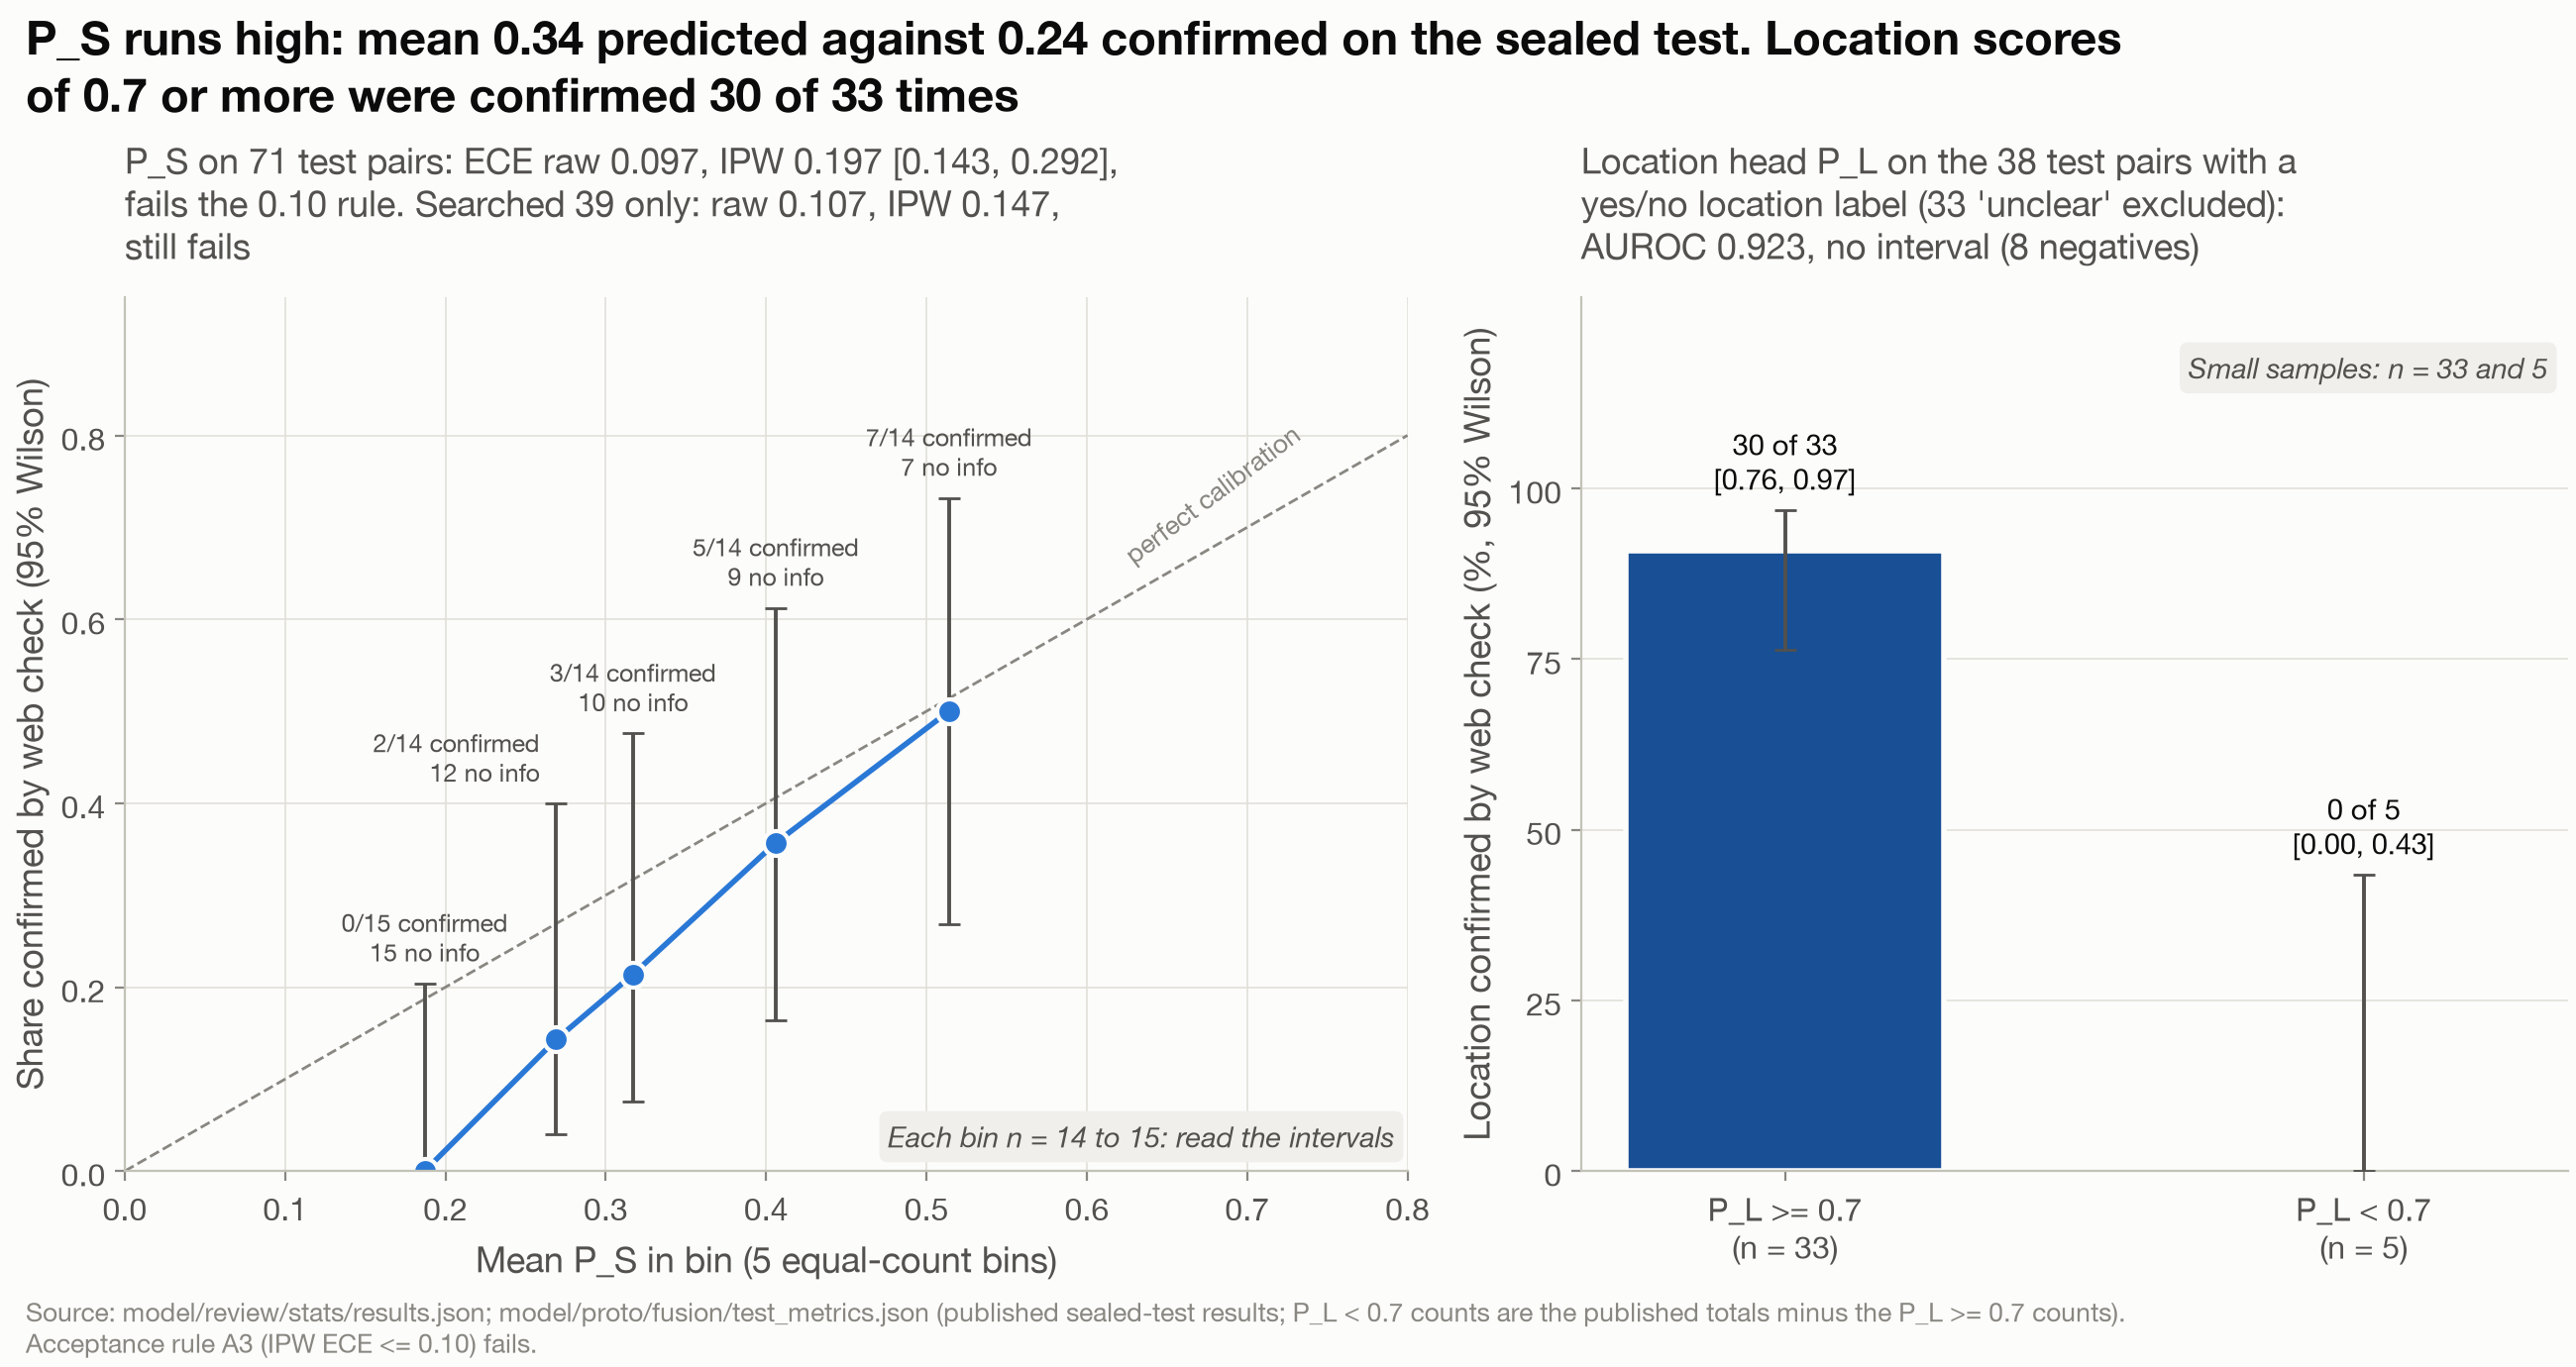 P_S runs high: mean 0.34 predicted against 0.24 confirmed on the sealed test. Location scores
of 0.7 or more were confirmed 30 of 33 times
P_S on 71 test pairs: ECE raw 0.097, IPW 0.197 [0.143, 0.292],
fails the 0.10 rule. Searched 39 only: raw 0.107, IPW 0.147,
still fails
Share confirmed by web check (95% Wilson)
0.8
0.6
0.4
0.2
0.0
7/14 confirmed
7 no info
5/14 confirmed
9 no info
3/14 confirmed
10 no info
2/14 confirmed
12 no info
0/15 confirmed
15 no info
perfect calibration
Each bin n = 14 to 15: read the intervals
0.0 0.1 0.2 0.3 0.4 0.5 0.6 0.7 0.8
Mean P_S in bin (5 equal-count bins)
Location head P_L on the 38 test pairs with a
yes/no location label (33 'unclear' excluded):
AUROC 0.923, no interval (8 negatives)
Location confirmed by web check (%, 95% Wilson)
100
75
50
25
0
Small samples: n = 33 and 5
30 of 33
[0.76, 0.97]
0 of 5
[0.00, 0.43]
P_L >= 0.7
(n = 33)
P_L < 0.7
(n = 5)
Source: model/review/stats/results.json; model/proto/fusion/test_metrics.json (published sealed-test results; P_L < 0.7 counts are the published totals minus the P_L >= 0.7 counts).
Acceptance rule A3 (IPW ECE <= 0.10) fails.